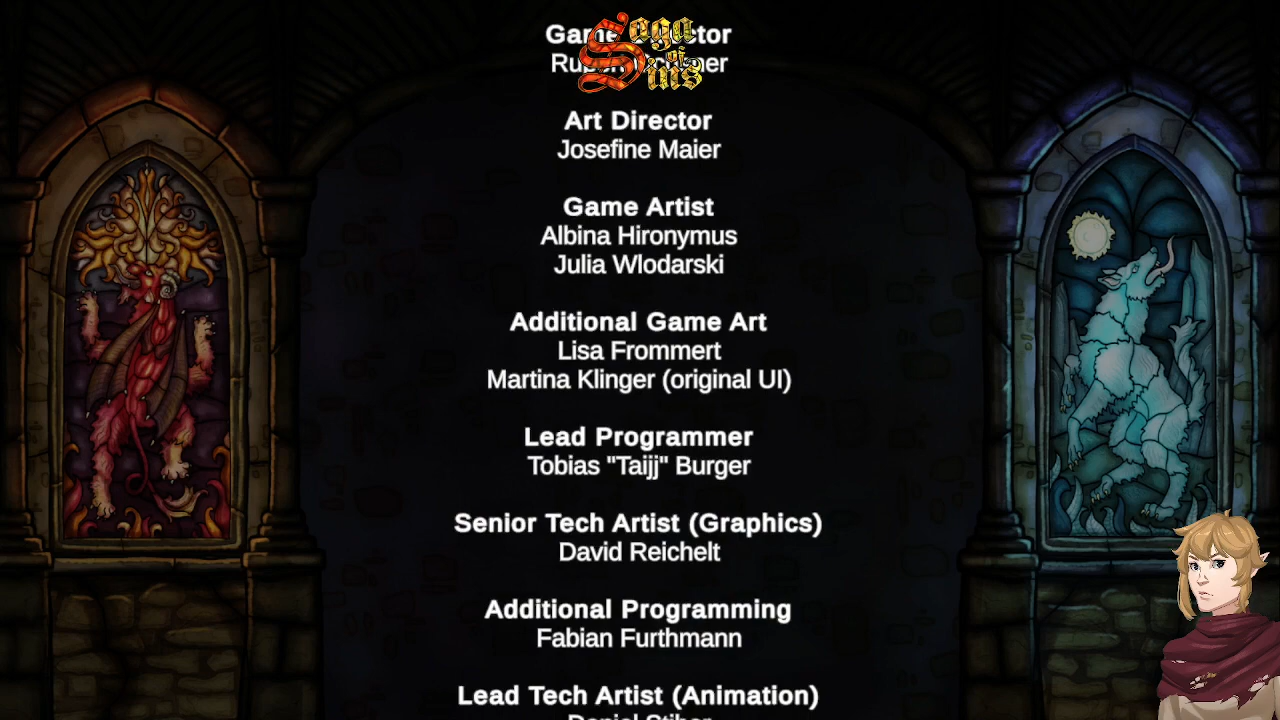 Saga
of
Sins
Art Director
Josefine Maier
Game Artist
Albina Hironymus
Julia Wlodarski
Additional Game Art
Lisa Frommert
Martina Klinger (original UI)
Lead Programmer
Tobias "Taijj" Burger
Senior Tech Artist (Graphics)
David Reichelt
Additional Programming
Fabian Furthmann
Lead Tech Artist (Animation)